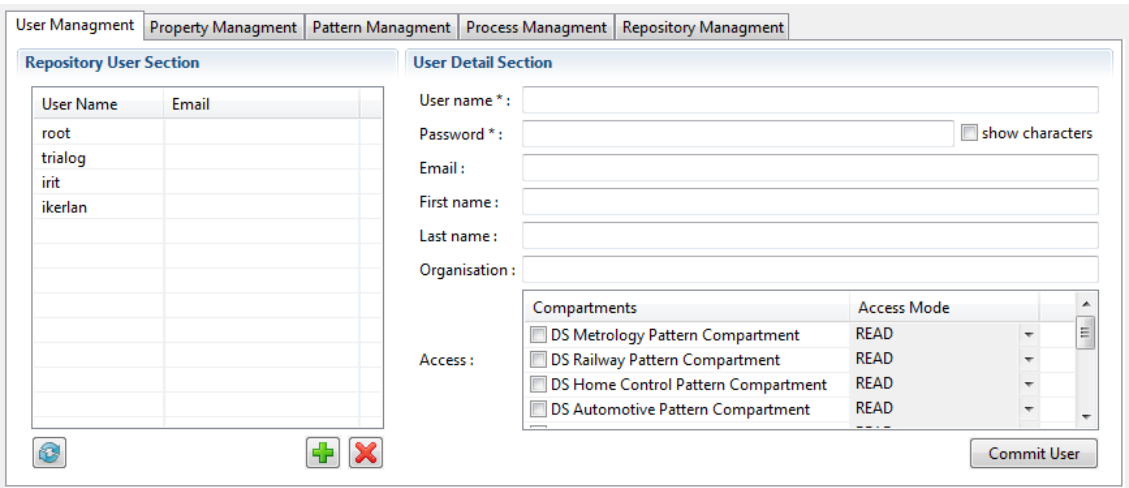 User Managment Property Managment Pattern Managment Process Managment Repository Managment
Repository User Section
User Name Email
root
trialog
irit
ikerlan
User Detail Section
User name * :
Password * : show characters
Email :
First name :
Last name :
Organisation :
Access :
Compartments Access Mode
DS Metrology Pattern Compartment READ
DS Railway Pattern Compartment READ
DS Home Control Pattern Compartment READ
DS Automotive Pattern Compartment READ
Commit User